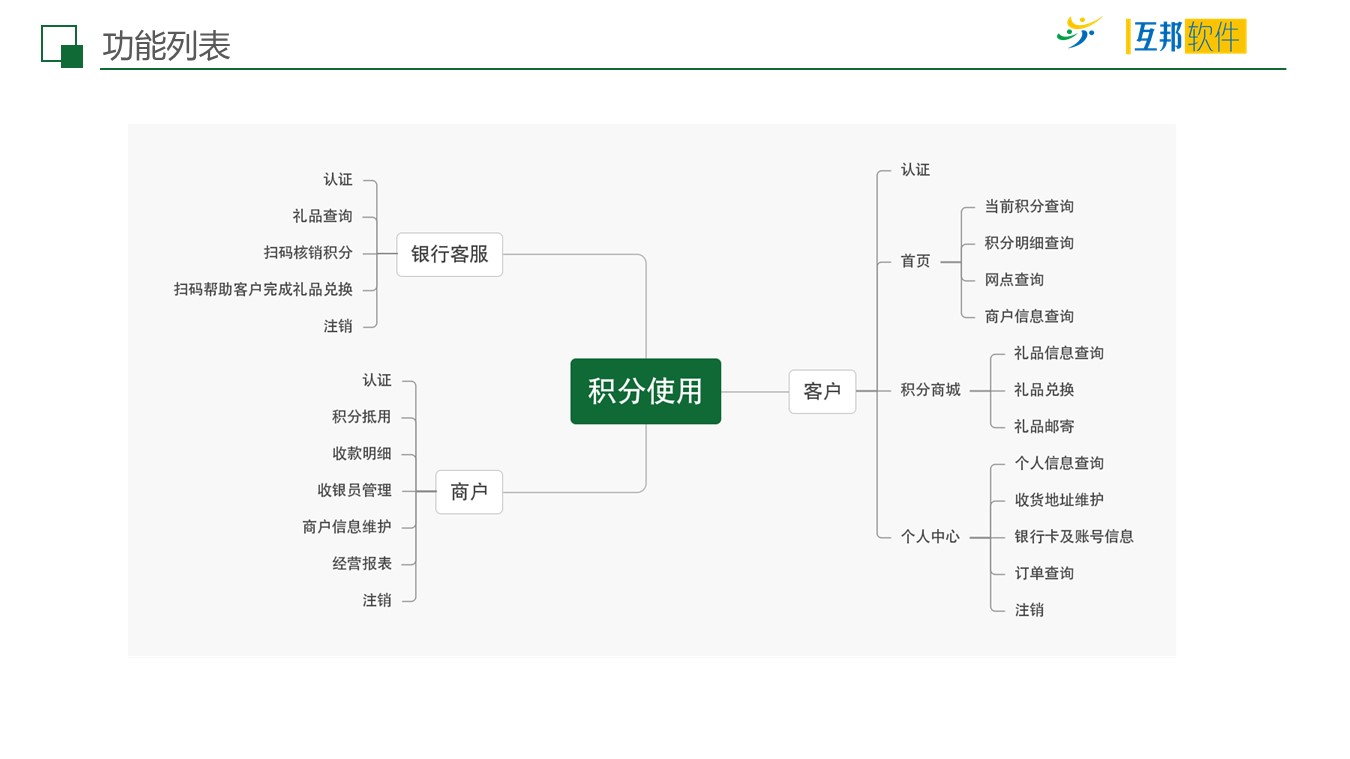 功能列表
互邦软件
认证
礼品查询
扫码核销积分
扫码帮助客户完成礼品兑换
注销
银行客服
认证
积分抵用
收款明细
收银员管理
商户信息维护
经营报表
注销
商户
积分使用
客户
认证
首页
当前积分查询
积分明细查询
网点查询
商户信息查询
积分商城
礼品信息查询
礼品兑换
礼品邮寄
个人中心
个人信息查询
收货地址维护
银行卡及账号信息
订单查询
注销